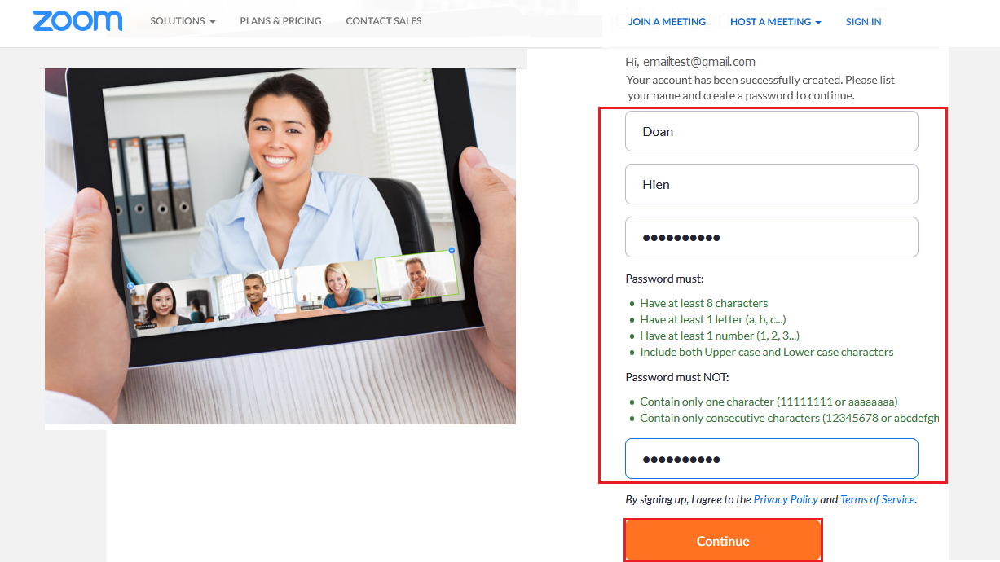 zoom
SOLUTIONS
PLANS & PRICING
CONTACT SALES
JOIN A MEETING
HOST A MEETING
SIGN IN
Hi, emailtest@gmail.com
Your account has been successfully created. Please list
your name and create a password to continue.
Doan
Hien
●●●●●●●●●●
Password must:
• Have at least 8 characters
• Have at least 1 letter (a, b, c...)
• Have at least 1 number (1, 2, 3...)
• Include both Upper case and Lower case characters
Password must NOT:
• Contain only one character (11111111 or aaaaaaaa)
• Contain only consecutive characters (12345678 or abcdefgh
●●●●●●●●●●
By signing up, I agree to the Privacy Policy and Terms of Service.
Continue